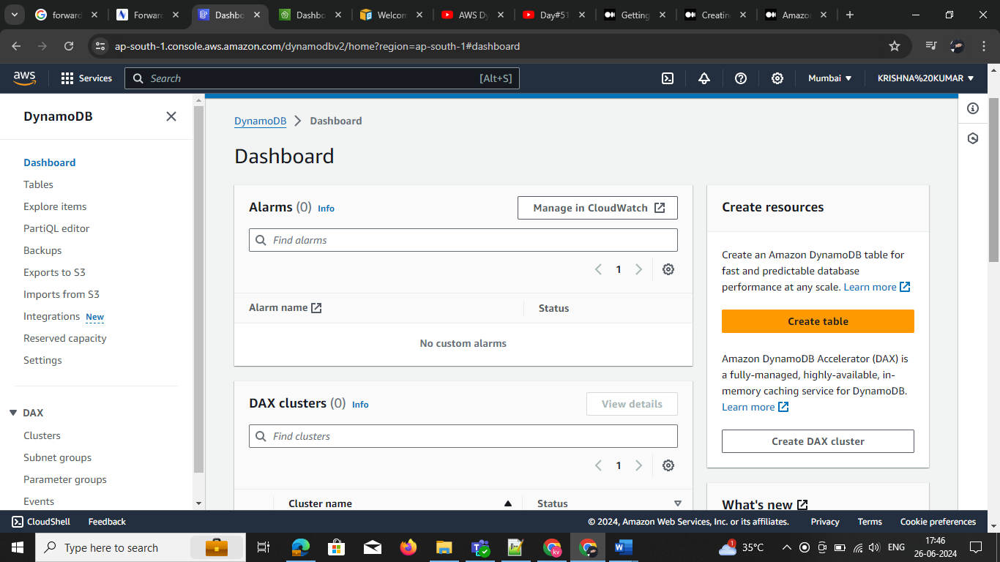 forward
Forward
Dashbo
Dashbo
Welcom
AWS Dy
Day#51
Getting
Creatin
Amazo
ap-south-1.console.aws.amazon.com/dynamodbv2/home?region=ap-south-1#dashboard
aws
Services
Search
[Alt+S]
Mumbai
KRISHNA%20KUMAR
DynamoDB
Dashboard
Tables
Explore items
PartiQL editor
Backups
Exports to S3
Imports from S3
Integrations New
Reserved capacity
Settings
DAX
Clusters
Subnet groups
Parameter groups
Events
DynamoDB > Dashboard
Dashboard
Alarms (0) Info
Manage in CloudWatch
Find alarms
1
Alarm name
Status
No custom alarms
DAX clusters (0) Info
View details
Find clusters
1
Cluster name
Status
Create resources
Create an Amazon DynamoDB table for
fast and predictable database
performance at any scale. Learn more
Create table
Amazon DynamoDB Accelerator (DAX) is
a fully-managed, highly-available, in-
memory caching service for DynamoDB.
Learn more
Create DAX cluster
What's new
CloudShell
Feedback
© 2024, Amazon Web Services, Inc. or its affiliates.
Privacy
Terms
Cookie preferences
Type here to search
kv
1
35°C
ENG
17:46
26-06-2024